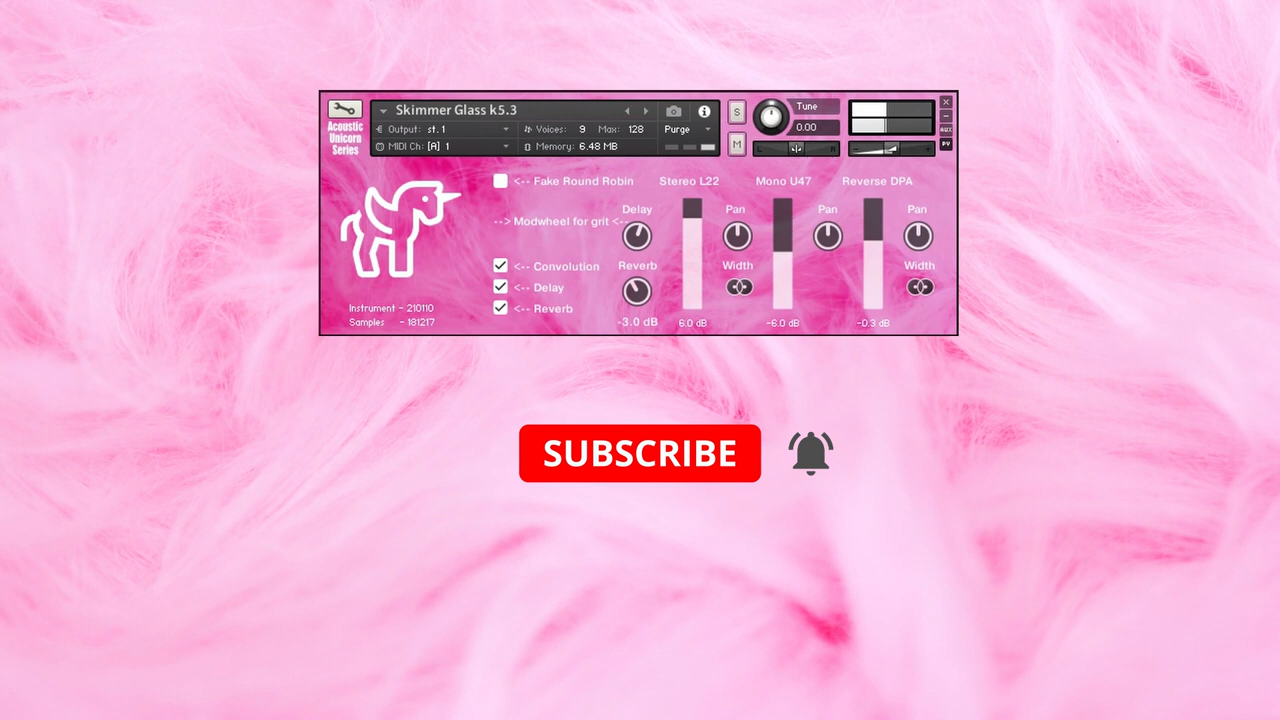 Skimmer Glass k5.3
Output: st.1
Voices: 9 Max: 128
Purge
MIDI Ch: [A] 1
Memory: 6.48 MB
S
M
Tune
0.00
L R
- +
x
-
AUX
PV
Acoustic
Unicorn
Series
<-- Fake Round Robin
Stereo L22
Mono U47
Reverse DPA
--> Modwheel for grit <--
Delay
Pan
Pan
Pan
<-- Convolution
Reverb
Width
Width
<-- Delay
<-- Reverb
Instrument - 210110
Samples - 181217
-3.0 dB
6.0 dB
-6.0 dB
-0.3 dB
SUBSCRIBE